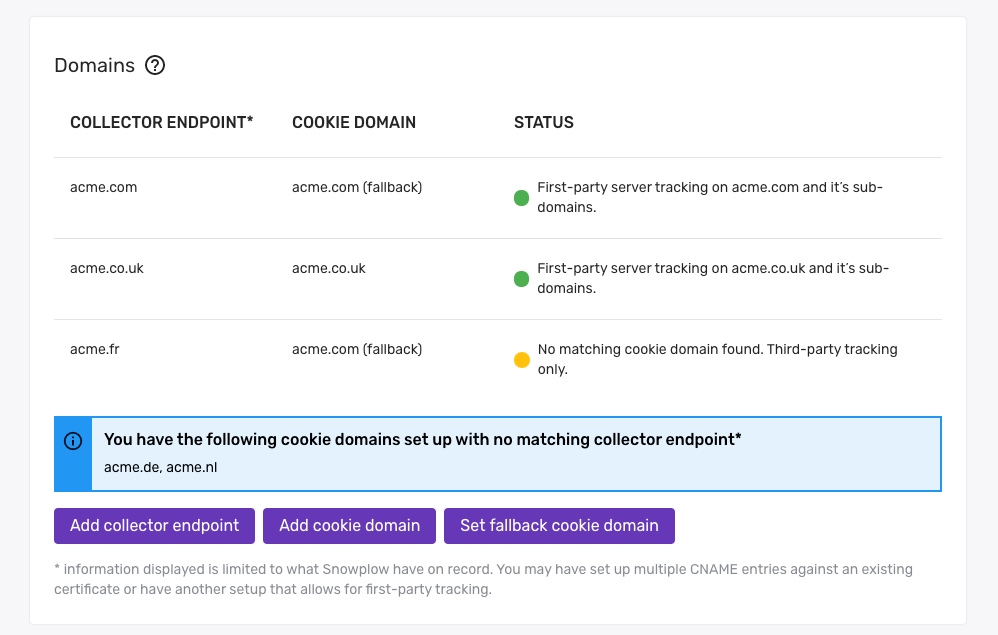 Domains
COLLECTOR ENDPOINT* COOKIE DOMAIN STATUS
acme.com acme.com (fallback) First-party server tracking on acme.com and it’s sub-
domains.
acme.co.uk acme.co.uk First-party server tracking on acme.co.uk and it’s sub-
domains.
acme.fr acme.com (fallback) No matching cookie domain found. Third-party tracking
only.
You have the following cookie domains set up with no matching collector endpoint*
acme.de, acme.nl
Add collector endpoint Add cookie domain Set fallback cookie domain
* information displayed is limited to what Snowplow have on record. You may have set up multiple CNAME entries against an existing
certificate or have another setup that allows for first-party tracking.